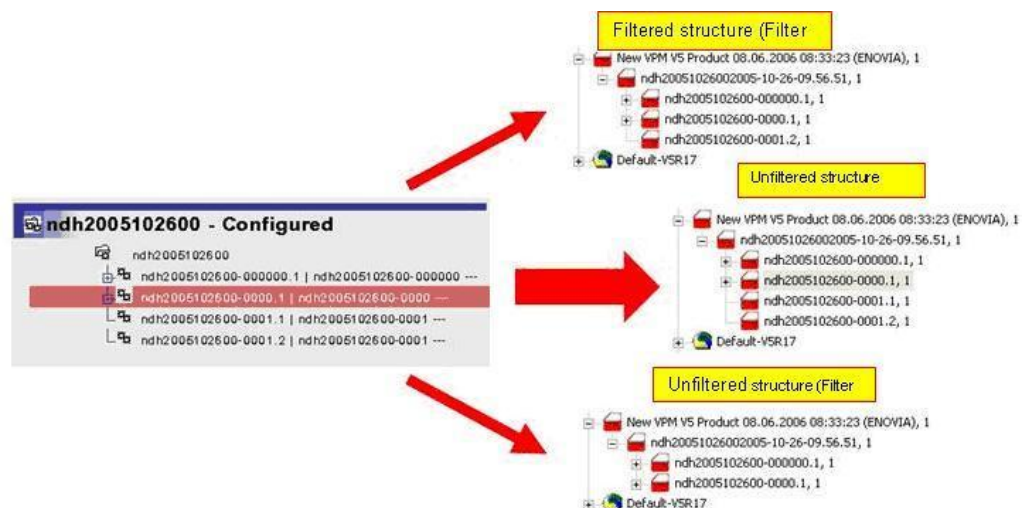 Filtered structure (Filter
New VPM V5 Product 08.06.2006 08:33:23 (ENOVIA), 1
ndh20051026002005-10-26-09.56.51, 1
ndh2005102600-000000.1, 1
ndh2005102600-0000.1, 1
ndh2005102600-0001.2, 1
Default-V5R17
Unfiltered structure
New VPM V5 Product 08.06.2006 08:33:23 (ENOVIA), 1
ndh20051026002005-10-26-09.56.51, 1
ndh2005102600-000000.1, 1
ndh2005102600-0000.1, 1
ndh2005102600-0001.1, 1
ndh2005102600-0001.2, 1
Default-V5R17
ndh2005102600 - Configured
ndh2005102600
ndh2005102600-000000.1 | ndh2005102600-000000 ---
ndh2005102600-0000.1 | ndh2005102600-0000 ---
ndh2005102600-0001.1 | ndh2005102600-0001 ---
ndh2005102600-0001.2 | ndh2005102600-0001 ---
Unfiltered structure (Filter
New VPM V5 Product 08.06.2006 08:33:23 (ENOVIA), 1
ndh20051026002005-10-26-09.56.51, 1
ndh2005102600-000000.1, 1
ndh2005102600-0000.1, 1
Default-V5R17